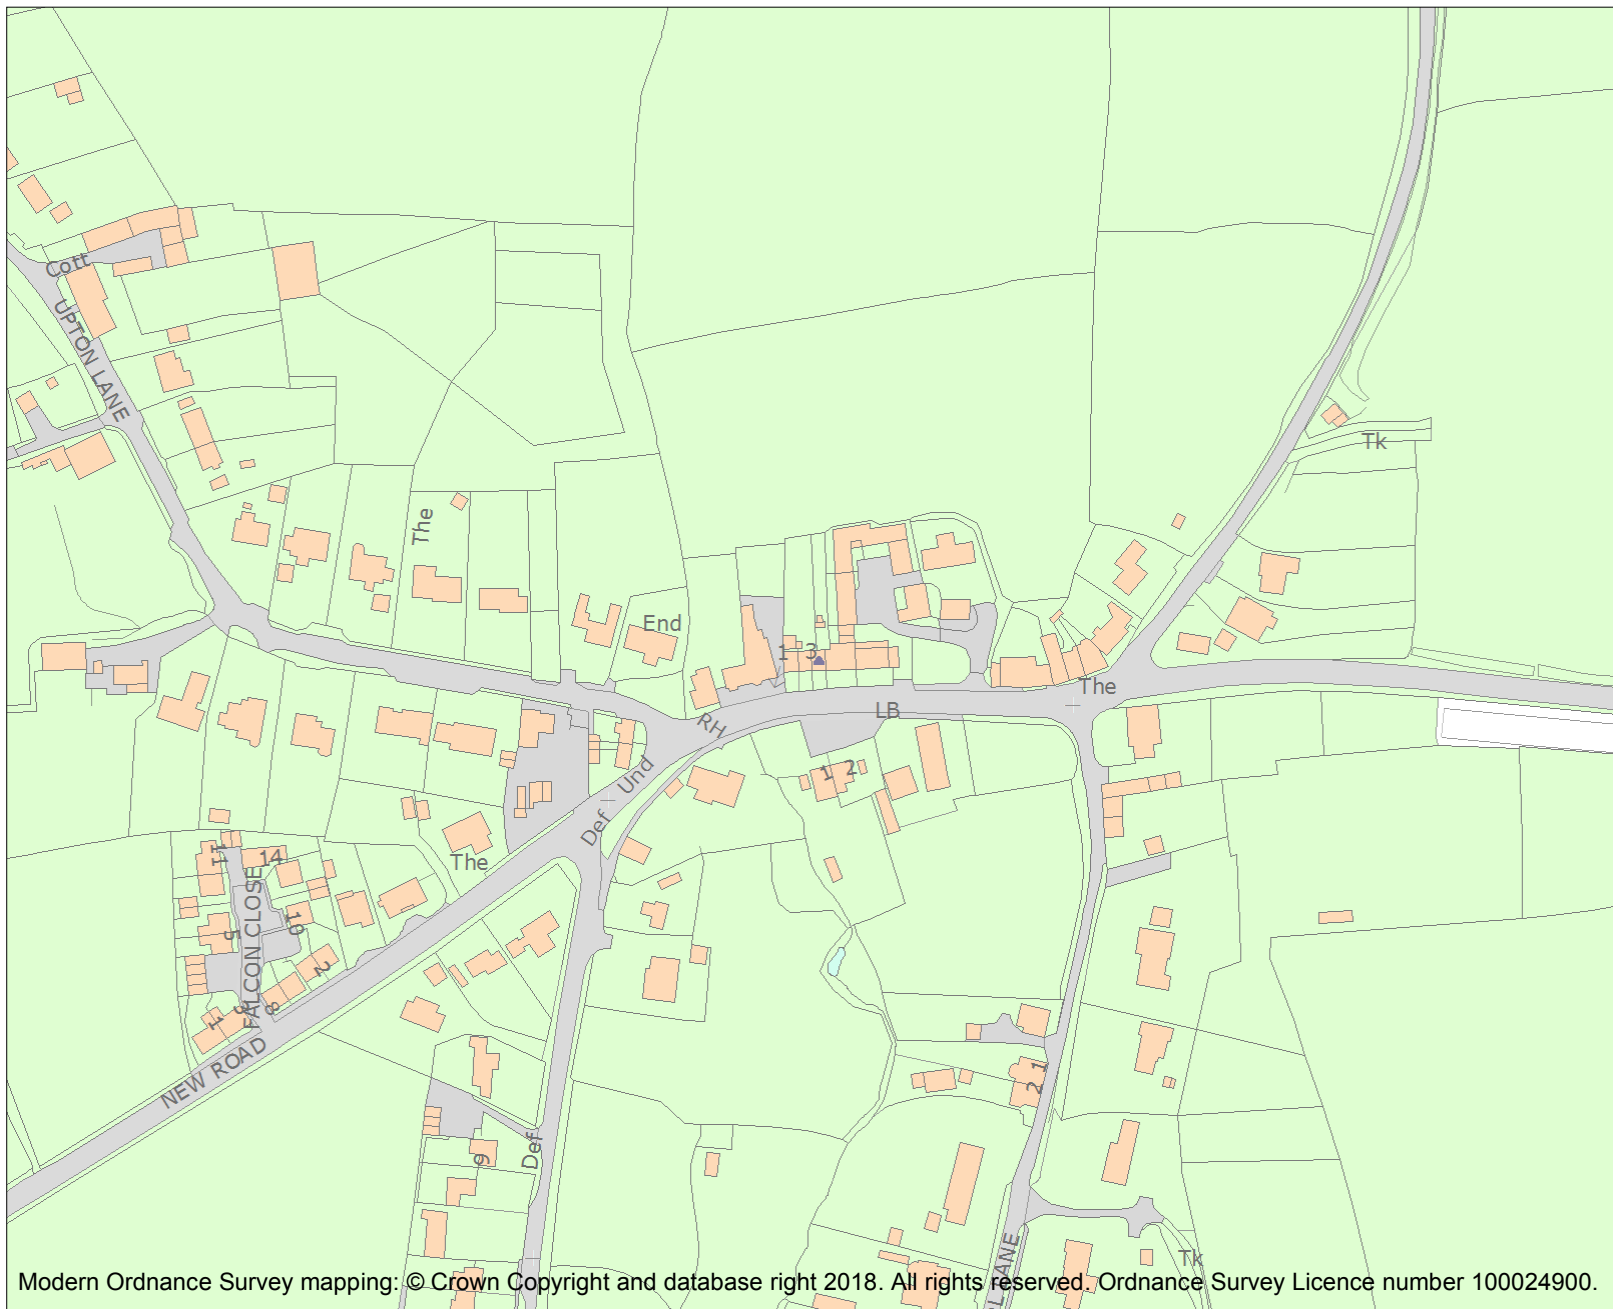 Cott
UPTON LANE
Tk
The
End
1
3
The
RH
LB
Def
Und
1
2
The
11
14
FALCON CLOSE
5
10
2
3
8
1
NEW ROAD
2 1
Def
9
LANE
Tk
Modern Ordnance Survey mapping: © Crown Copyright and database right 2018. All rights reserved. Ordnance Survey Licence number 100024900.